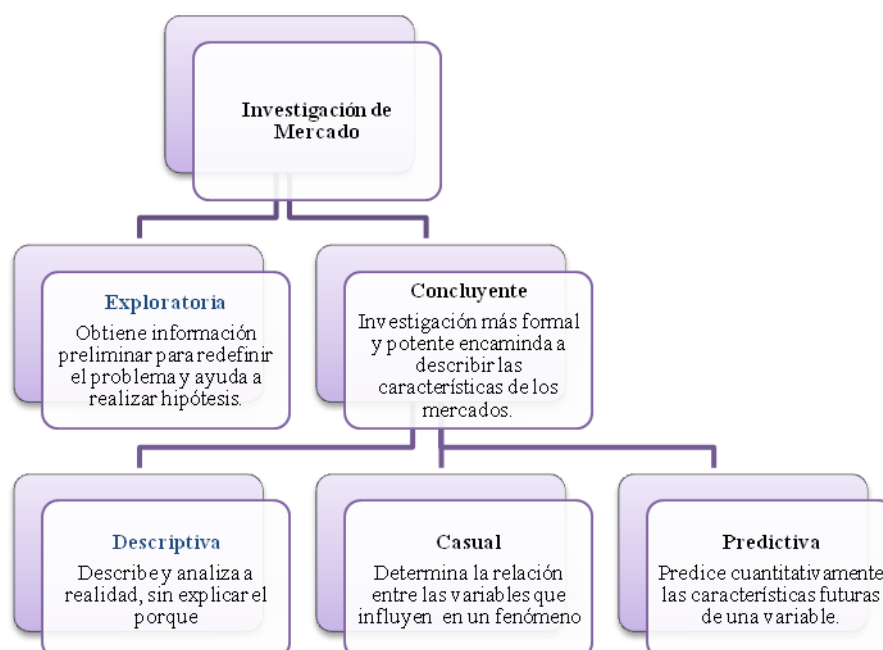 Investigación de
Mercado
Exploratoria
Obtiene información
preliminar para redefinir
el problema y ayuda a
realizar hipótesis.
Concluyente
Investigación más formal
y potente encaminda a
describir las
características de los
mercados.
Descriptiva
Describe y analiza a
realidad, sin explicar el
porque
Casual
Determina la relación
entre las variables que
influyen en un fenómeno
Predictiva
Predice cuantitativamente
las características futuras
de una variable.